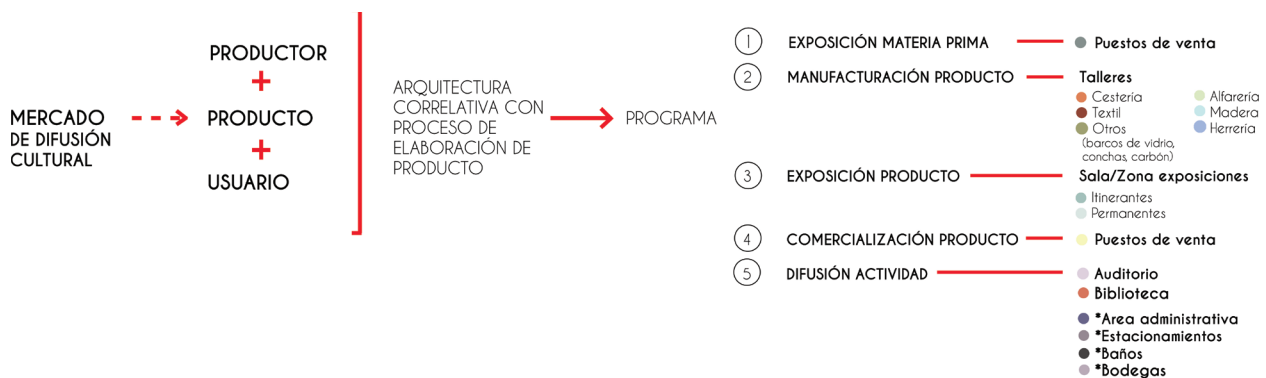 MERCADO
DE DIFUSIÓN
CULTURAL
PRODUCTOR
+
PRODUCTO
+
USUARIO
ARQUITECTURA
CORRELATIVA CON
PROCESO DE
ELABORACIÓN DE
PRODUCTO
PROGRAMA
1 EXPOSICIÓN MATERIA PRIMA
Puestos de venta
2 MANUFACTURACIÓN PRODUCTO
Talleres
Cestería
Textil
Otros
(barcos de vidrio,
conchas, carbón)
Alfarería
Madera
Herrería
3 EXPOSICIÓN PRODUCTO
Sala/Zona exposiciones
Itinerantes
Permanentes
4 COMERCIALIZACIÓN PRODUCTO
Puestos de venta
5 DIFUSIÓN ACTIVIDAD
Auditorio
Biblioteca
*Area administrativa
*Estacionamientos
*Baños
*Bodegas